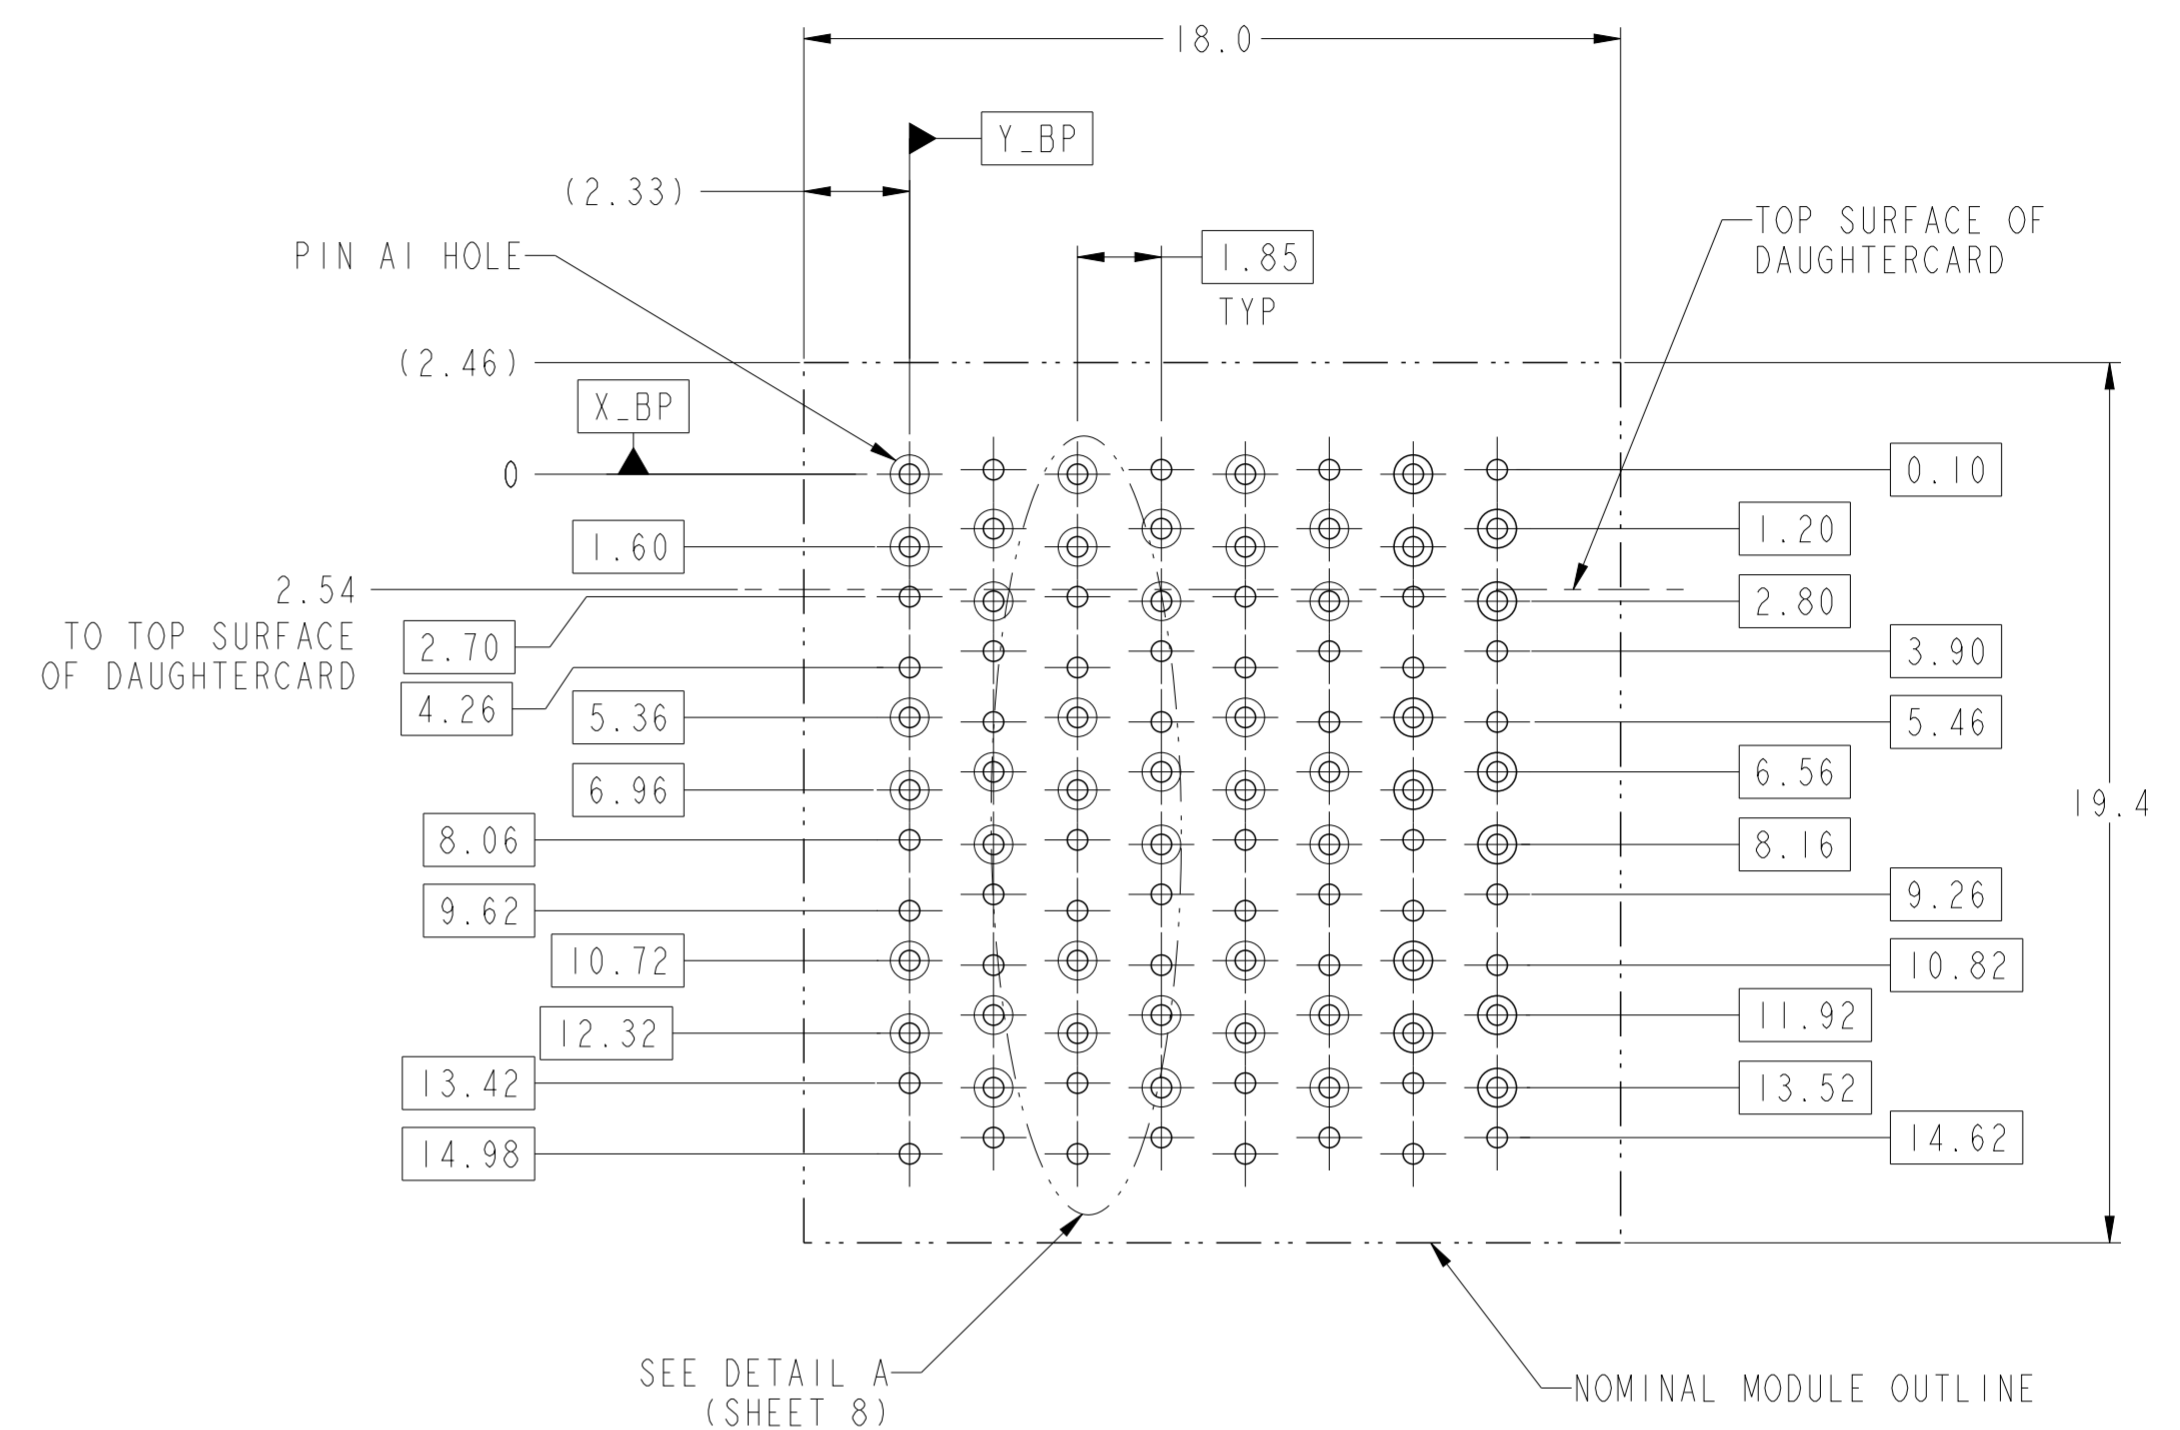 18.0
Y_BP
(2.33)
TOP SURFACE OF
DAUGHTERCARD
PIN A1 HOLE
1.85
TYP
(2.46)
X_BP
0
0.10
1.20
1.60
2.54
TO TOP SURFACE
OF DAUGHTERCARD
2.80
2.70
3.90
4.26
5.36
5.46
6.56
6.96
19.4
8.06
8.16
9.62
9.26
10.72
10.82
12.32
11.92
13.42
13.52
14.98
14.62
SEE DETAIL A
(SHEET 8)
NOMINAL MODULE OUTLINE